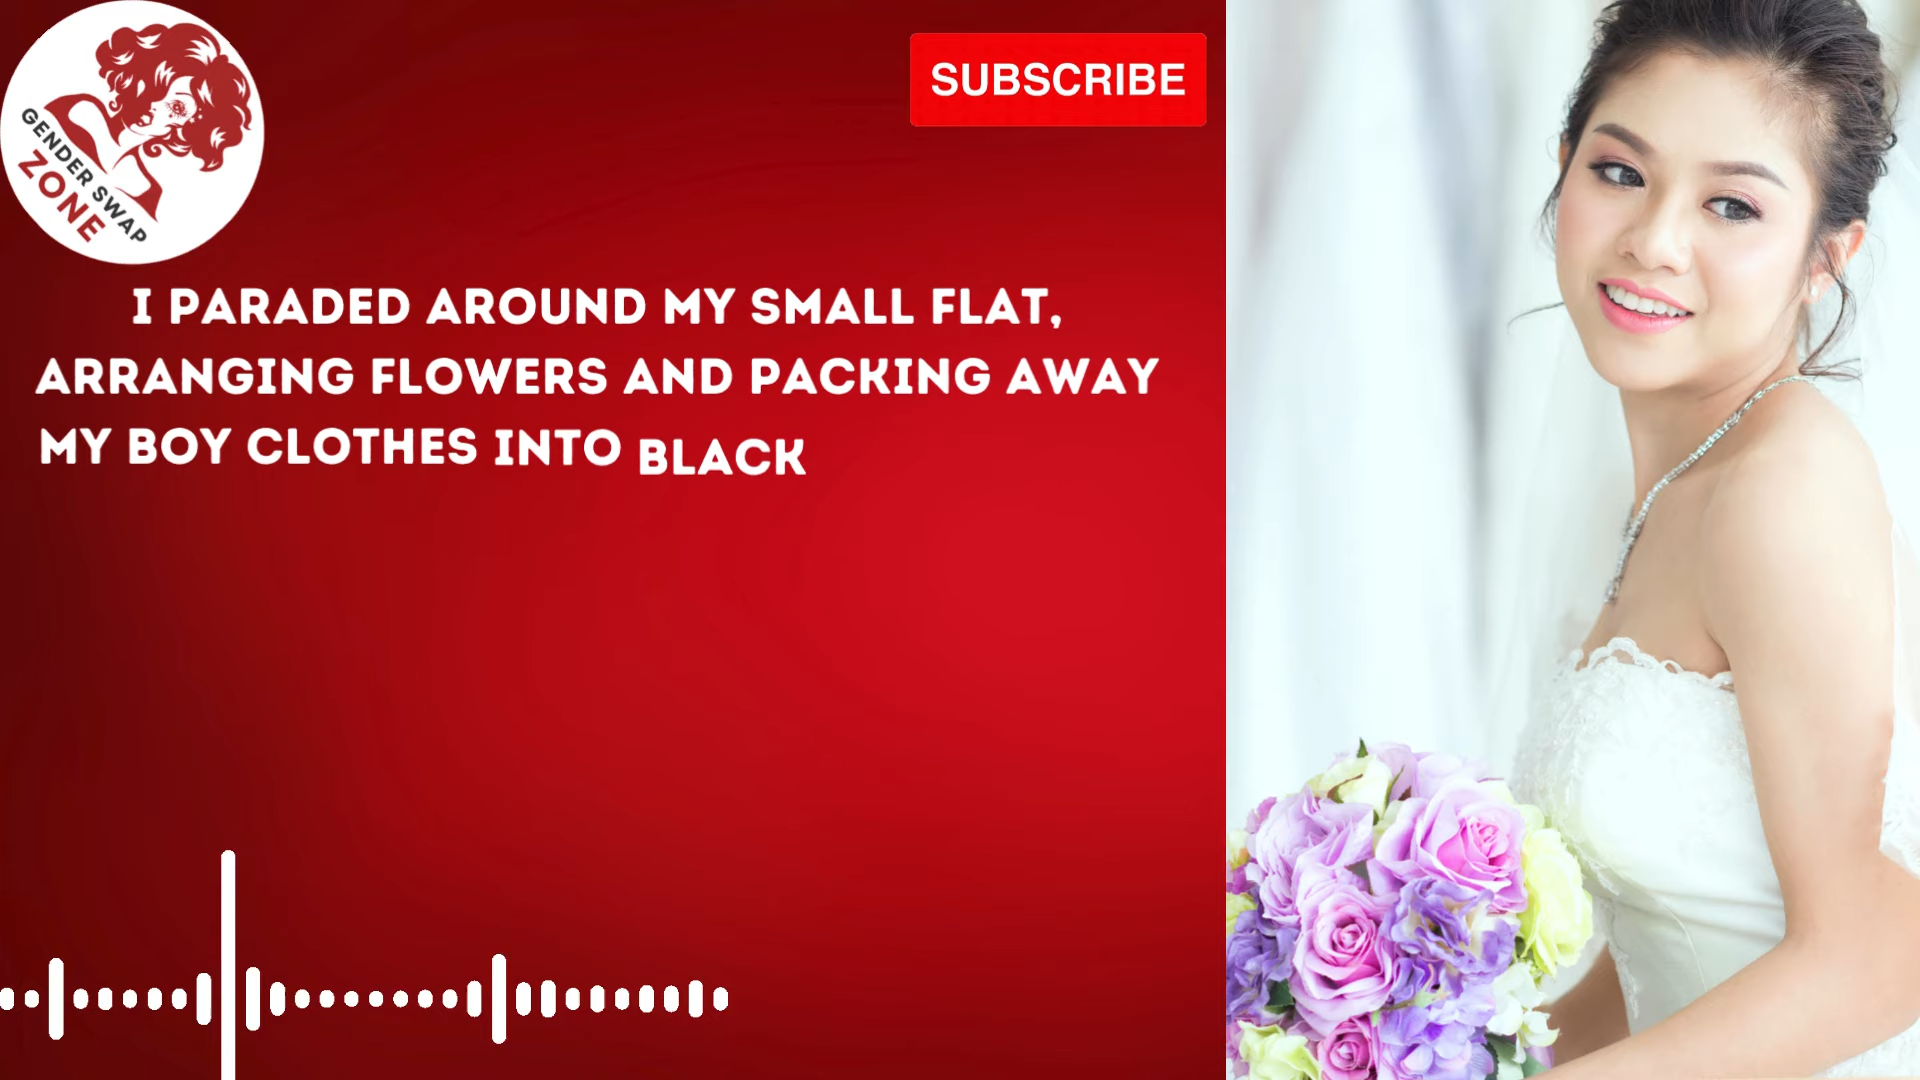 GENDER SWAP
ZONE
SUBSCRIBE
I PARADED AROUND MY SMALL FLAT,
ARRANGING FLOWERS AND PACKING AWAY
MY BOY CLOTHES INTO BLACK